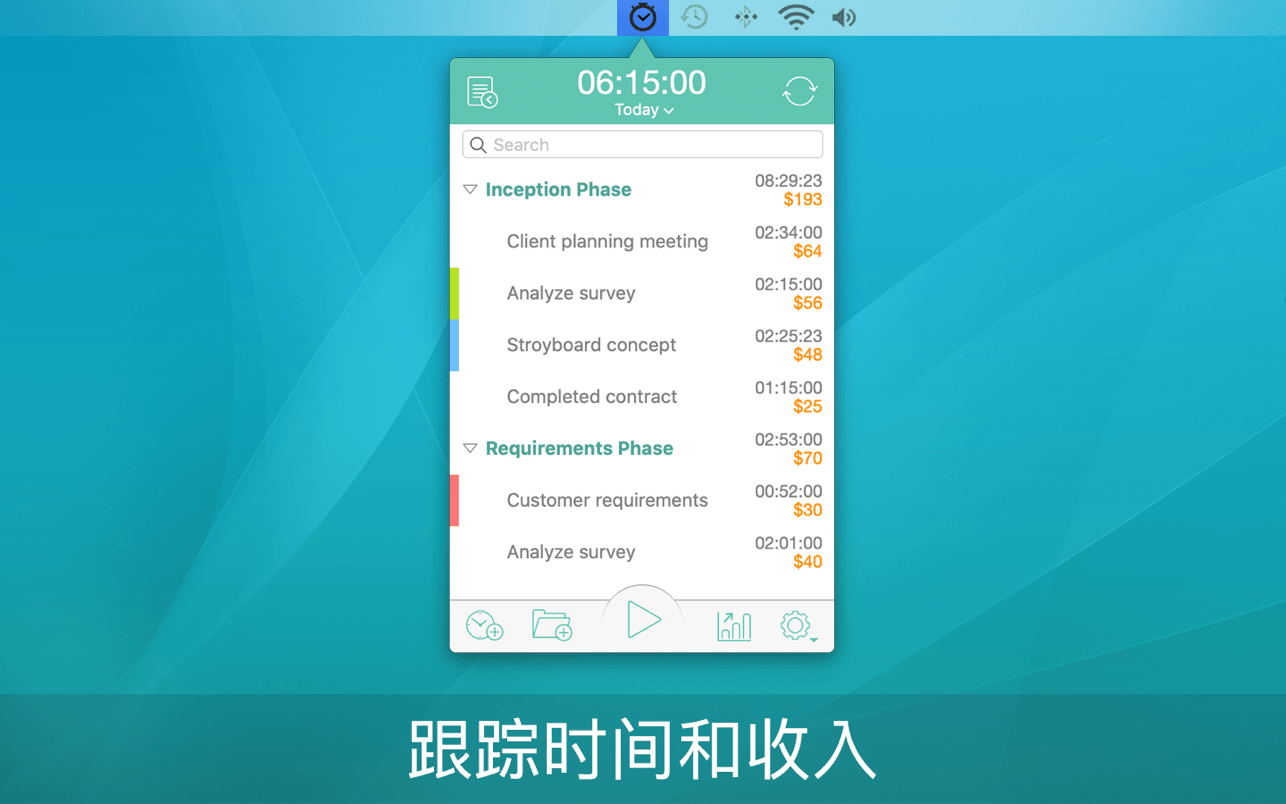 06:15:00
Today
Search
Inception Phase 08:29:23
$193
Client planning meeting 02:34:00
$64
Analyze survey 02:15:00
$56
Stroyboard concept 02:25:23
$48
Completed contract 01:15:00
$25
Requirements Phase 02:53:00
$70
Customer requirements 00:52:00
$30
Analyze survey 02:01:00
$40
跟踪时间和收入